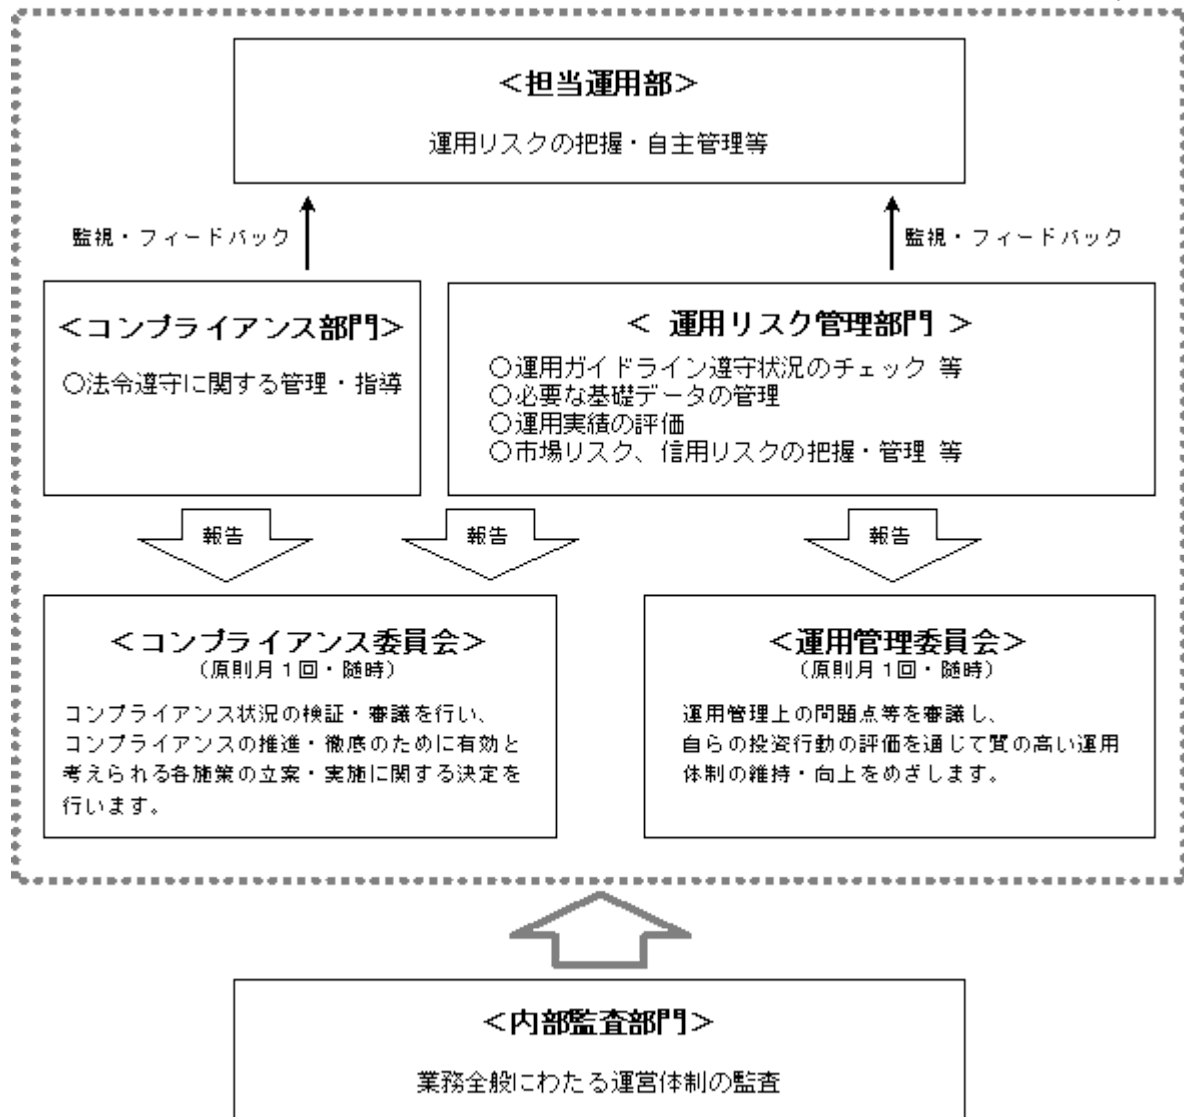 ＜担当運用部＞
運用リスクの把握・自主管理等
監視・フィードバック
監視・フィードバック
＜コンプライアンス部門＞
○法令遵守に関する管理・指導
＜ 運用リスク管理部門 ＞
○運用ガイドライン遵守状況のチェック 等
○必要な基礎データの管理
○運用実績の評価
○市場リスク、信用リスクの把握・管理 等
報告
報告
報告
＜コンプライアンス委員会＞
（原則月１回・随時）
コンプライアンス状況の検証・審議を行い、
コンプライアンスの推進・徹底のために有効と
考えられる各施策の立案・実施に関する決定を
行います。
＜運用管理委員会＞
（原則月１回・随時）
運用管理上の問題点等を審議し、
自らの投資行動の評価を通じて質の高い運用
体制の維持・向上をめざします。
＜内部監査部門＞
業務全般にわたる運営体制の監査